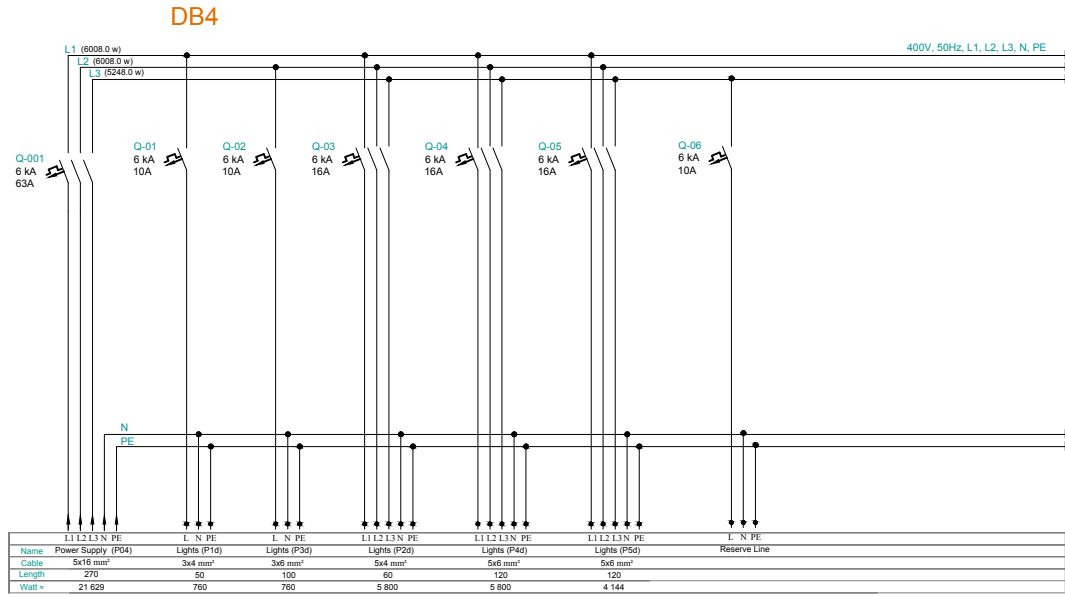 DB4
L1 (6008.0 w)
400V, 50Hz, L1, L2, L3, N, PE
L2 (6008.0 w)
L3 (5248.0 w)
Q-001
6 kA
63A
Q-01
6 kA
10A
Q-02
6 kA
10A
Q-03
6 kA
16A
Q-04
6 kA
16A
Q-05
6 kA
16A
Q-06
6 kA
10A
N
PE
L1 L2 L3 N PE L N PE L N PE L1 L2 L3 N PE L1 L2 L3 N PE L1 L2 L3 N PE L N PE
Name Power Supply (P04) Lights (P1d) Lights (P3d) Lights (P2d) Lights (P4d) Lights (P5d) Reserve Line
Cable 5x16 mm² 3x4 mm² 3x6 mm² 5x4 mm² 5x6 mm² 5x6 mm²
Length 270 50 100 60 120 120
Watt ≈ 21 629 760 760 5 800 5 800 4 144